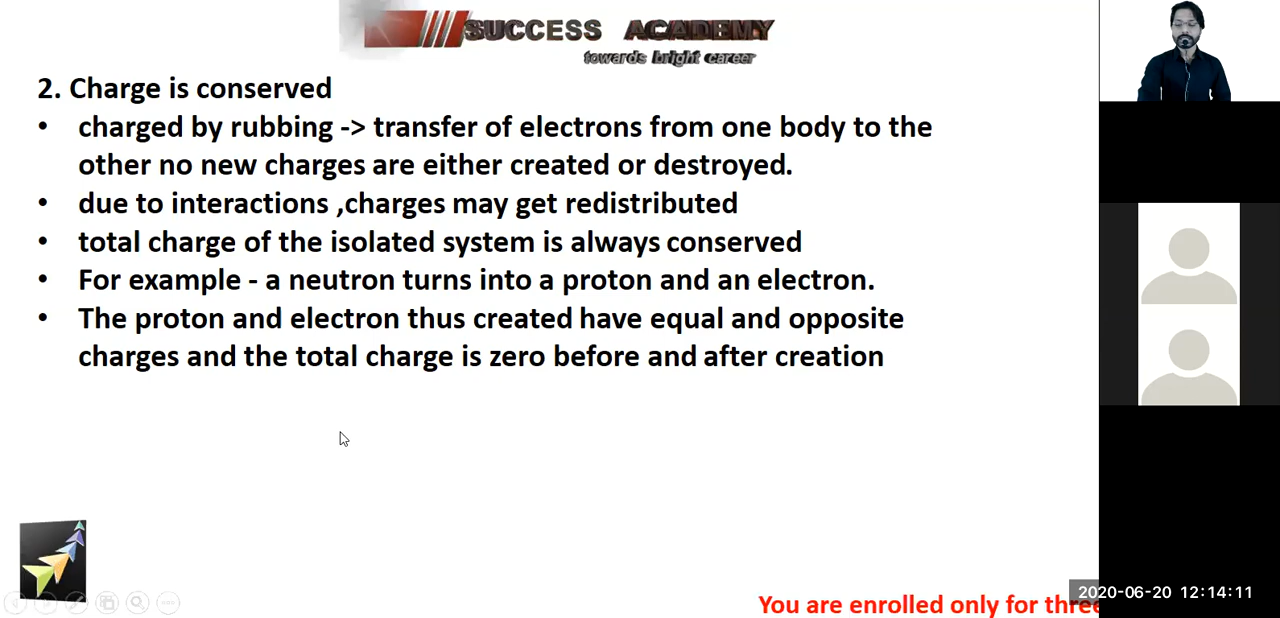 SUCCESS ACADEMY
towards bright career
2. Charge is conserved
• charged by rubbing -> transfer of electrons from one body to the
other no new charges are either created or destroyed.
• due to interactions ,charges may get redistributed
• total charge of the isolated system is always conserved
• For example - a neutron turns into a proton and an electron.
• The proton and electron thus created have equal and opposite
charges and the total charge is zero before and after creation
You are enrolled only for three
2020-06-20 12:14:11